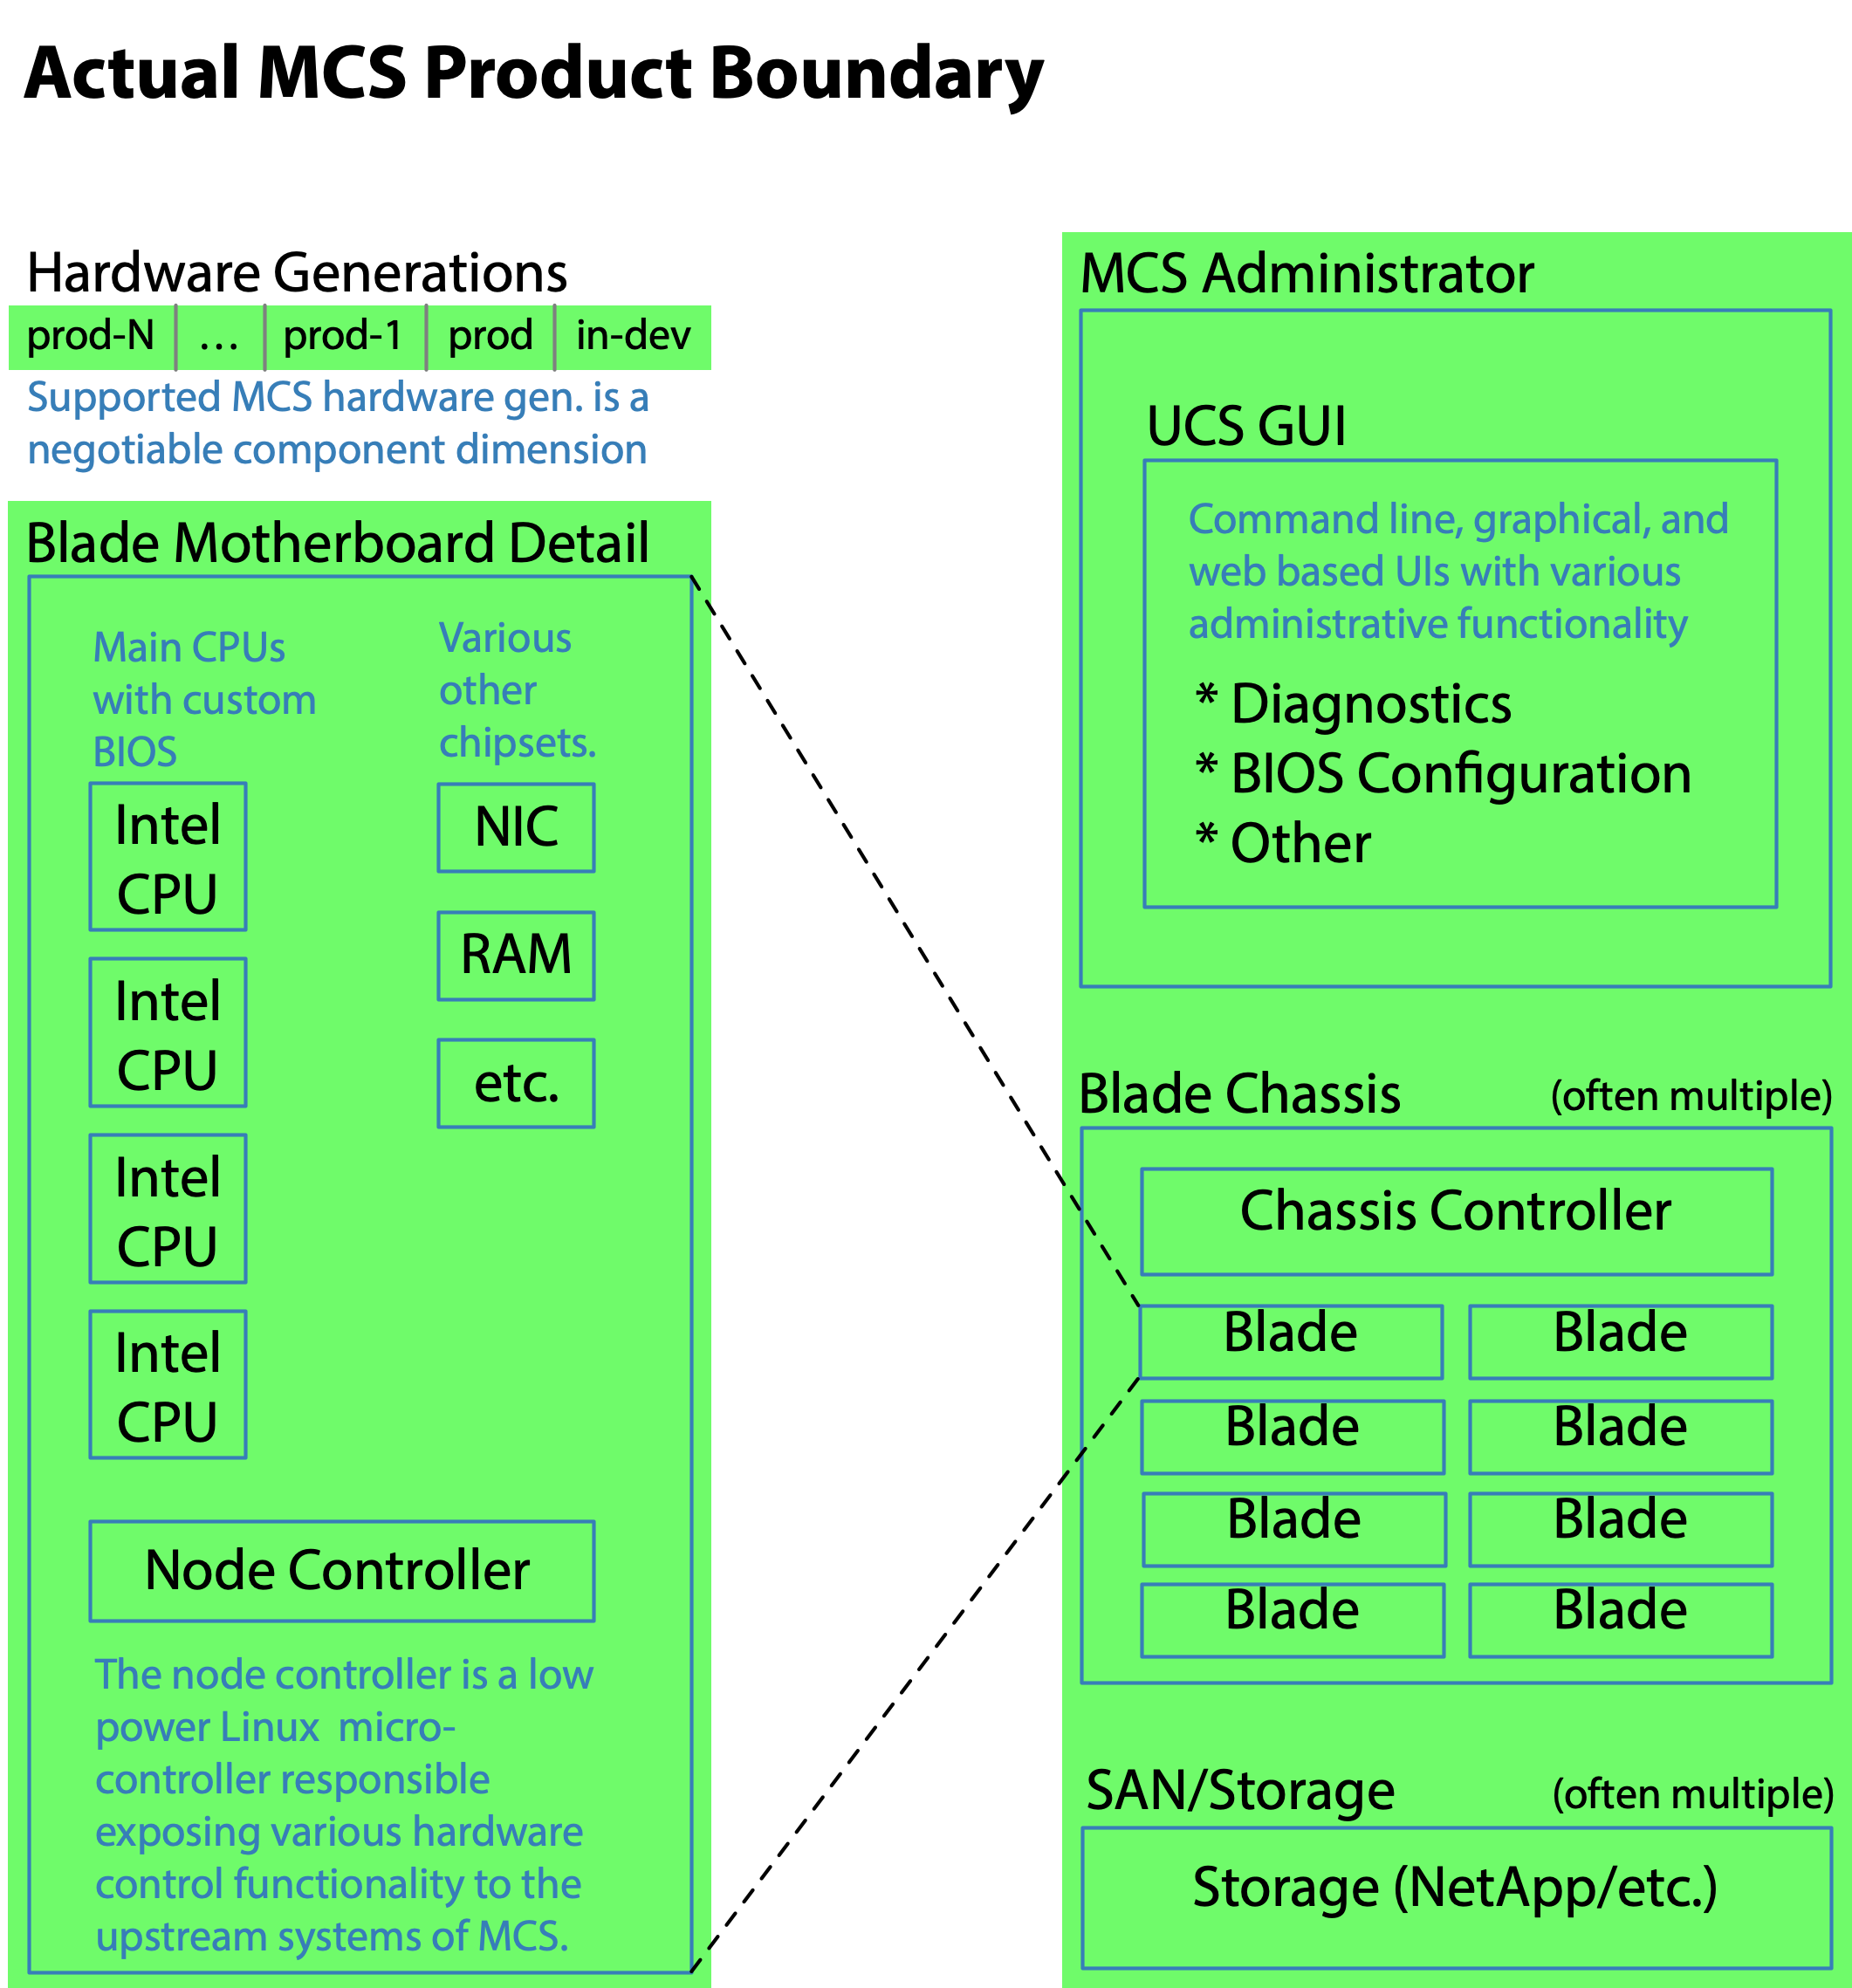 Actual MCS Product Boundary
Hardware Generations
prod-N
...
prod-1
prod
in-dev
Supported MCS hardware gen. is a
negotiable component dimension
Blade Motherboard Detail
Main CPUs
with custom
BIOS
Intel
CPU
Intel
CPU
Intel
CPU
Intel
CPU
Various
other
chipsets.
NIC
RAM
etc.
Node Controller
The node controller is a low
power Linux  micro-
controller responsible
exposing various hardware
control functionality to the
upstream systems of MCS.
MCS Administrator
UCS GUI
Command line, graphical, and
web based UIs with various
administrative functionality
* Diagnostics
* BIOS Configuration
* Other
Blade Chassis (often multiple)
Chassis Controller
Blade
Blade
Blade
Blade
Blade
Blade
Blade
Blade
SAN/Storage (often multiple)
Storage (NetApp/etc.)